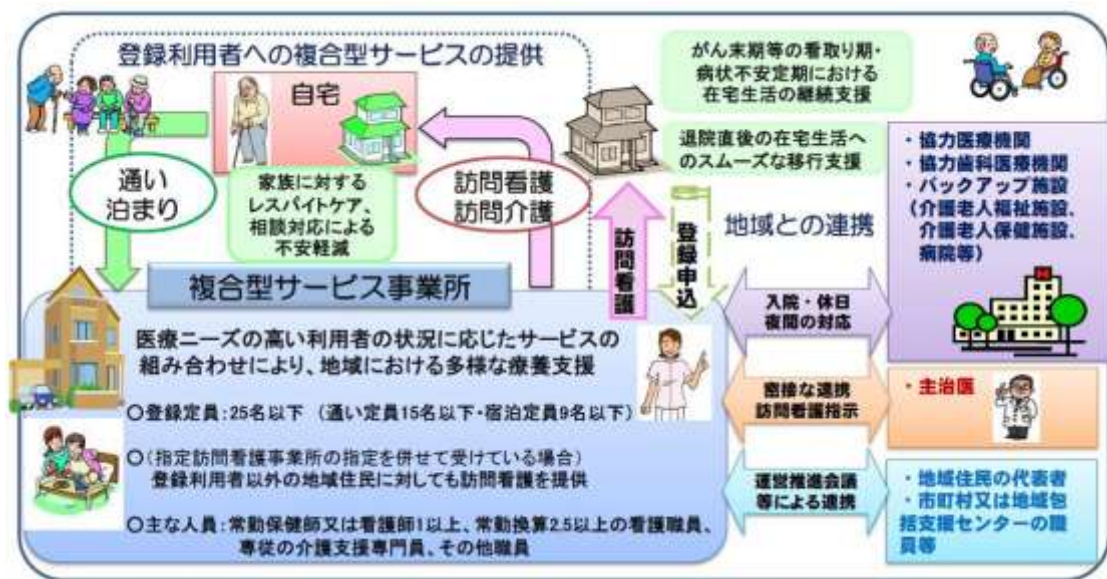 登録利用者への複合型サービスの提供
自宅
通い
泊まり
家族に対する
レスパイトケア、
相談対応による
不安軽減
訪問看護
訪問介護
がん末期等の看取り期・
病状不安定期における
在宅生活の継続支援
退院直後の在宅生活へ
のスムーズな移行支援
訪問看護
登録申込
地域との連携
・協力医療機関
・協力歯科医療機関
・バックアップ施設
(介護老人福祉施設、
介護老人保健施設、
病院等)
複合型サービス事業所
医療ニーズの高い利用者の状況に応じたサービスの
組み合わせにより、地域における多様な療養支援
○登録定員:25名以下 (通い定員15名以下・宿泊定員9名以下)
○(指定訪問看護事業所の指定を併せて受けている場合)
登録利用者以外の地域住民に対しても訪問看護を提供
○主な人員:常勤保健師又は看護師1以上、常勤換算2.5以上の看護職員、
専従の介護支援専門員、その他職員
入院・休日
夜間の対応
密接な連携
訪問看護指示
・主治医
運営推進会議
等による連携
・地域住民の代表者
・市町村又は地域包
括支援センターの職
員等